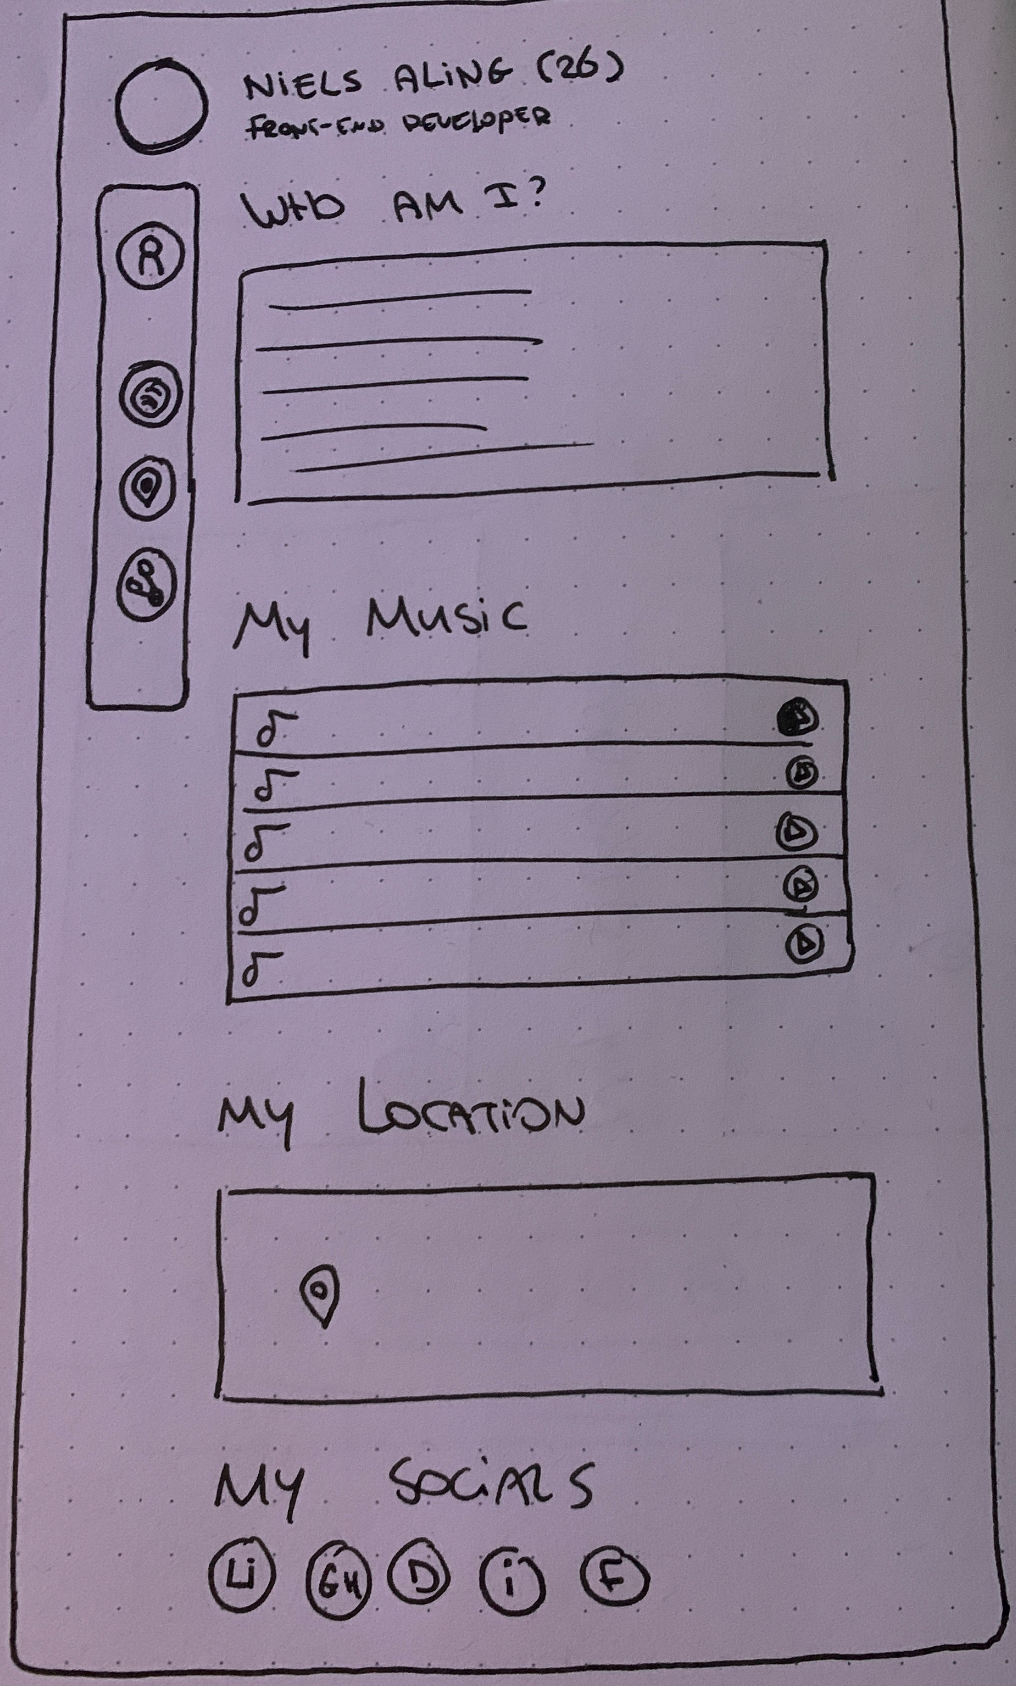 NiELS ALiNG (26)
FRONT-END DEVELOPER
WHO AM I?
My Music
MY LOCATiON
MY SOCiALS
Li GH D i F